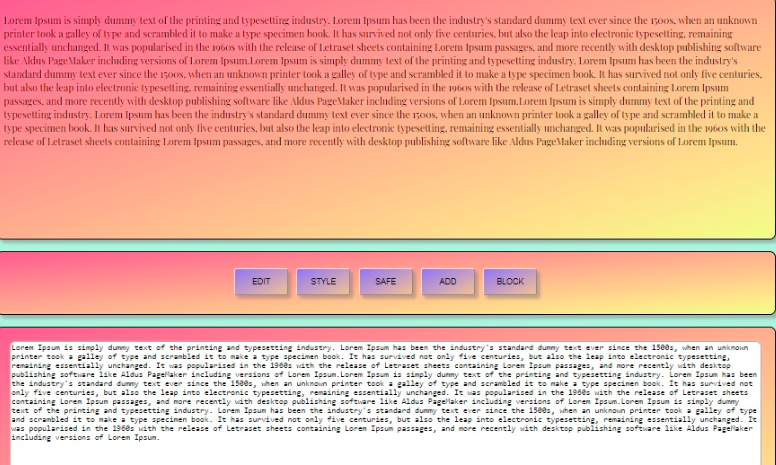 Lorem Ipsum is simply dummy text of the printing and typesetting industry. Lorem Ipsum has been the industry's standard dummy text ever since the 1500s, when an unknown
printer took a galley of type and scrambled it to make a type specimen book. It has survived not only five centuries, but also the leap into electronic typesetting, remaining
essentially unchanged. It was popularised in the 1960s with the release of Letraset sheets containing Lorem Ipsum passages, and more recently with desktop publishing software
like Aldus PageMaker including versions of Lorem Ipsum.Lorem Ipsum is simply dummy text of the printing and typesetting industry. Lorem Ipsum has been the industry's
standard dummy text ever since the 1500s, when an unknown printer took a galley of type and scrambled it to make a type specimen book. It has survived not only five centuries,
but also the leap into electronic typesetting, remaining essentially unchanged. It was popularised in the 1960s with the release of Letraset sheets containing Lorem Ipsum
passages, and more recently with desktop publishing software like Aldus PageMaker including versions of Lorem Ipsum.Lorem Ipsum is simply dummy text of the printing and
typesetting industry. Lorem Ipsum has been the industry's standard dummy text ever since the 1500s, when an unknown printer took a galley of type and scrambled it to make a
type specimen book. It has survived not only five centuries, but also the leap into electronic typesetting, remaining essentially unchanged. It was popularised in the 1960s with the
release of Letraset sheets containing Lorem Ipsum passages, and more recently with desktop publishing software like Aldus PageMaker including versions of Lorem Ipsum.
EDIT STYLE SAFE ADD BLOCK
Lorem Ipsum is simply dummy text of the printing and typesetting industry. Lorem Ipsum has been the industry's standard dummy text ever since the 1500s, when an unknown
printer took a galley of type and scrambled it to make a type specimen book. It has survived not only five centuries, but also the leap into electronic typesetting,
remaining essentially unchanged. It was popularised in the 1960s with the release of Letraset sheets containing Lorem Ipsum passages, and more recently with desktop
publishing software like Aldus PageMaker including versions of Lorem Ipsum.Lorem Ipsum is simply dummy text of the printing and typesetting industry. Lorem Ipsum has been
the industry's standard dummy text ever since the 1500s, when an unknown printer took a galley of type and scrambled it to make a type specimen book. It has survived not
only five centuries, but also the leap into electronic typesetting, remaining essentially unchanged. It was popularised in the 1960s with the release of Letraset sheets
containing Lorem Ipsum passages, and more recently with desktop publishing software like Aldus PageMaker including versions of Lorem Ipsum.Lorem Ipsum is simply dummy
text of the printing and typesetting industry. Lorem Ipsum has been the industry's standard dummy text ever since the 1500s, when an unknown printer took a galley of type
and scrambled it to make a type specimen book. It has survived not only five centuries, but also the leap into electronic typesetting, remaining essentially unchanged. It
was popularised in the 1960s with the release of Letraset sheets containing Lorem Ipsum passages, and more recently with desktop publishing software like Aldus PageMaker
including versions of Lorem Ipsum.